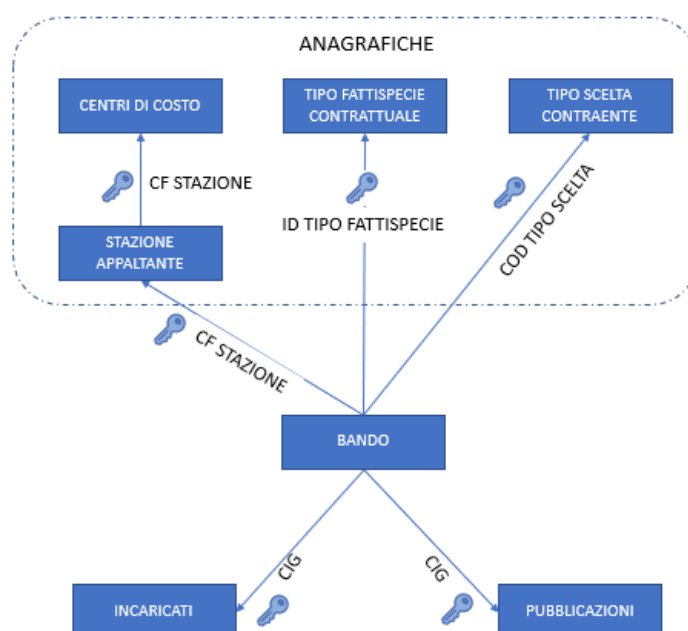 ANAGRAFICHE
CENTRI DI COSTO
TIPO FATTISPECIE
CONTRATTUALE
TIPO SCELTA
CONTRAENTE
CF STAZIONE
ID TIPO FATTISPECIE
COD TIPO SCELTA
STAZIONE
APPALTANTE
CF STAZIONE
BANDO
CIG
CIG
INCARICATI
PUBBLICAZIONI